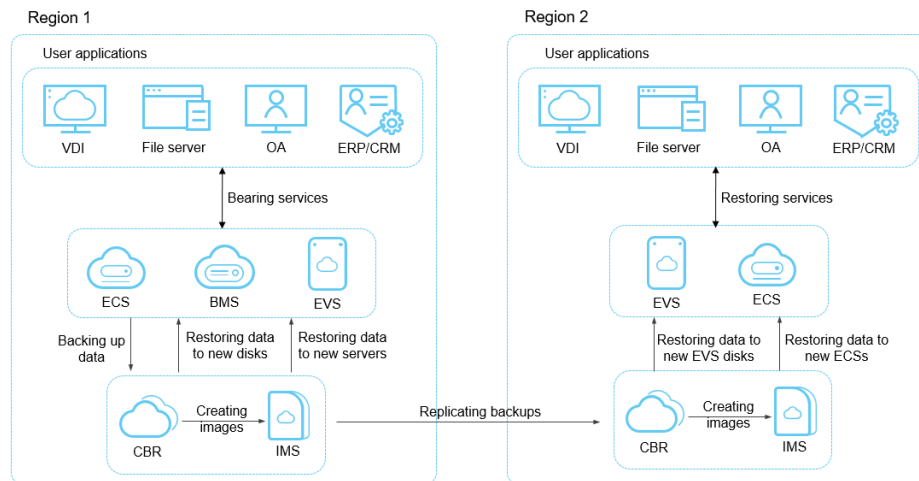 Region 1
User applications
VDI
File server
OA
ERP/CRM
Bearing services
ECS
BMS
EVS
Backing up
data
Restoring data
to new disks
Restoring data
to new servers
CBR
Creating
images
IMS
Replicating backups
Region 2
User applications
VDI
File server
OA
ERP/CRM
Restoring services
EVS
ECS
Restoring data to
new EVS disks
Restoring data to
new ECSs
CBR
Creating
images
IMS